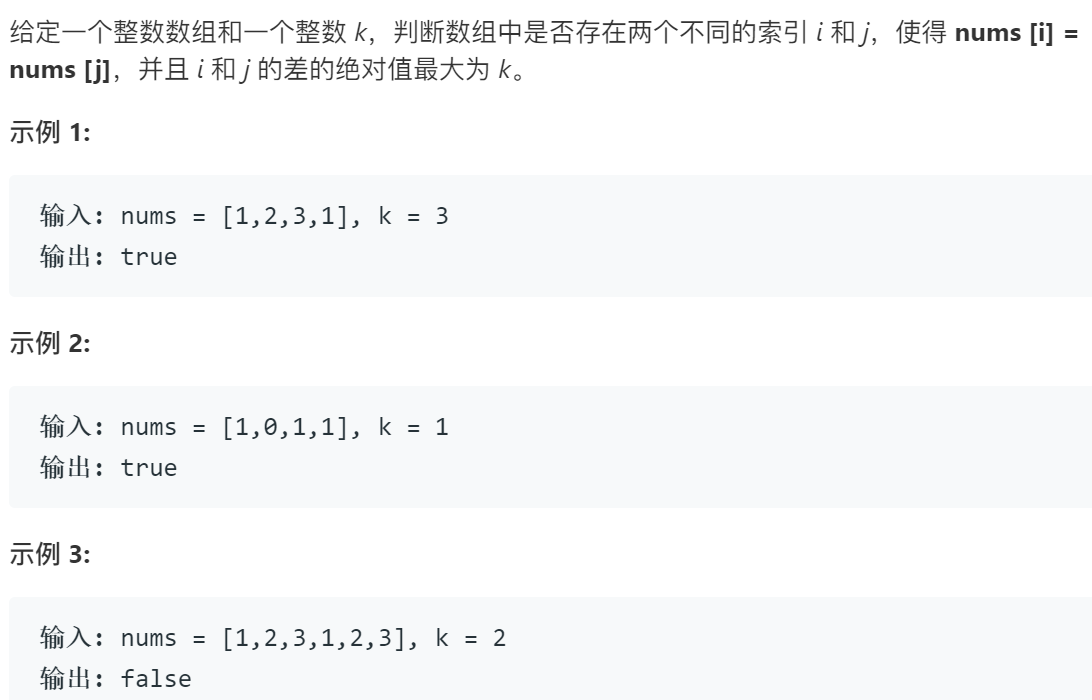 给定一个整数数组和一个整数 k，判断数组中是否存在两个不同的索引 i 和 j，使得 nums [i] =
nums [j]，并且 i 和 j 的差的绝对值最大为 k。
示例 1:
输入: nums = [1,2,3,1], k = 3
输出: true
示例 2:
输入: nums = [1,0,1,1], k = 1
输出: true
示例 3:
输入: nums = [1,2,3,1,2,3], k = 2
输出: false